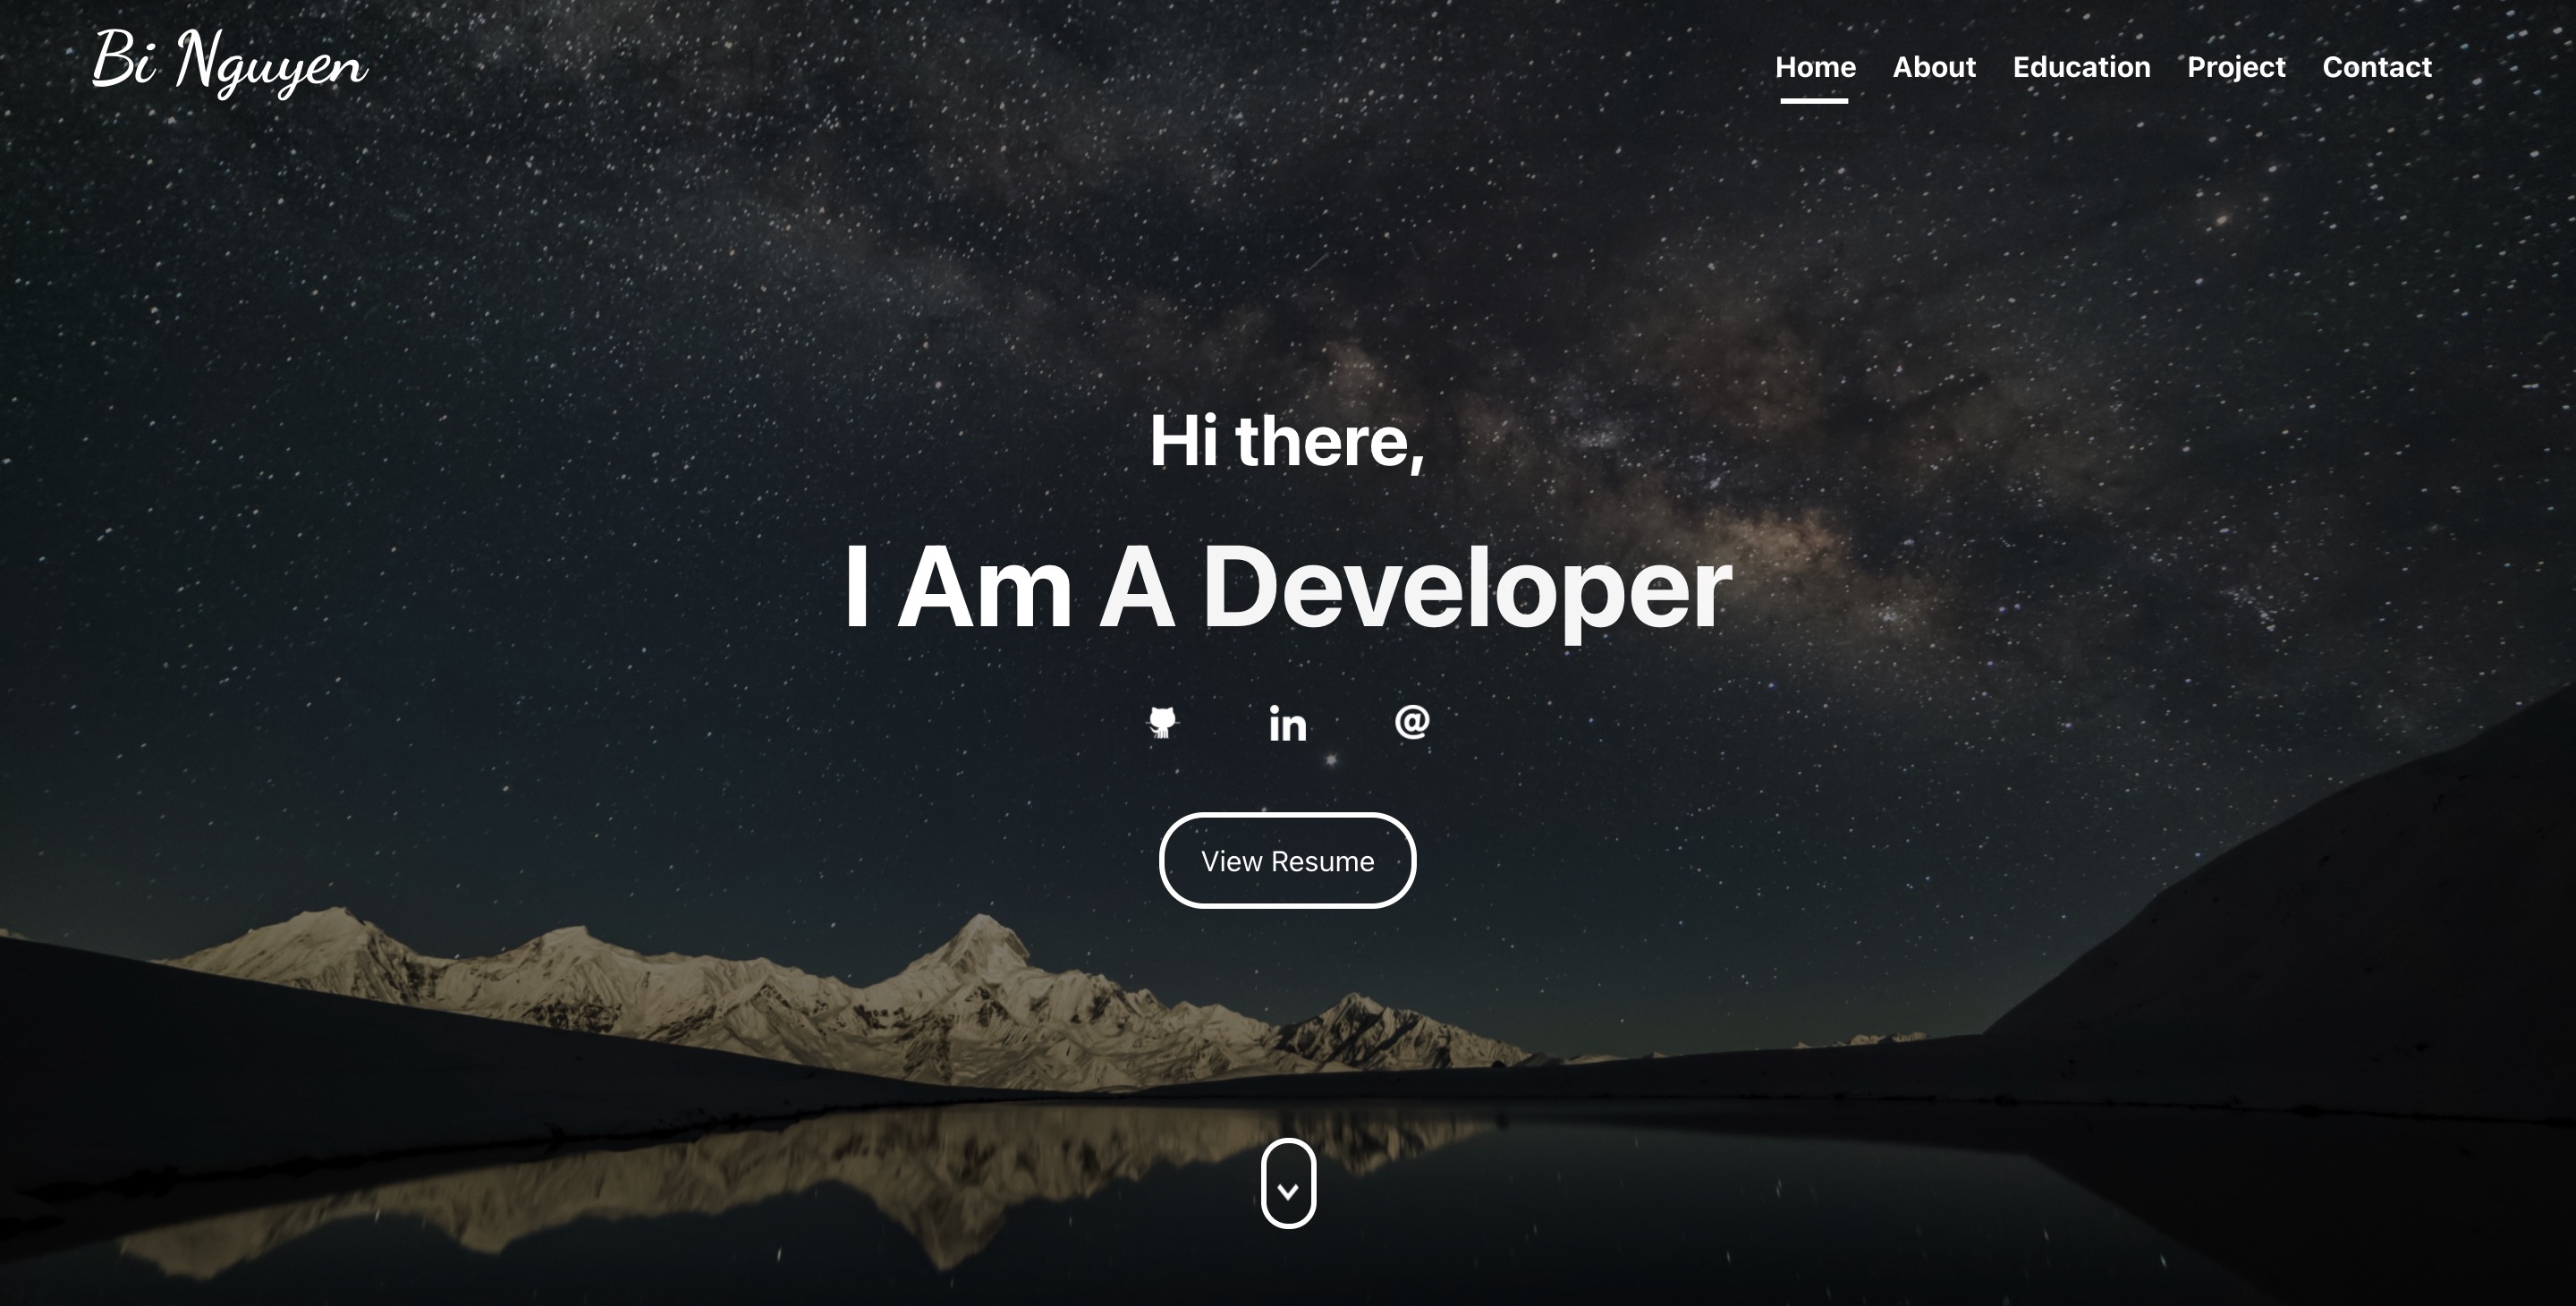 Bi Nguyen
Home About Education Project Contact
Hi there,
I Am A Developer
in
@
View Resume